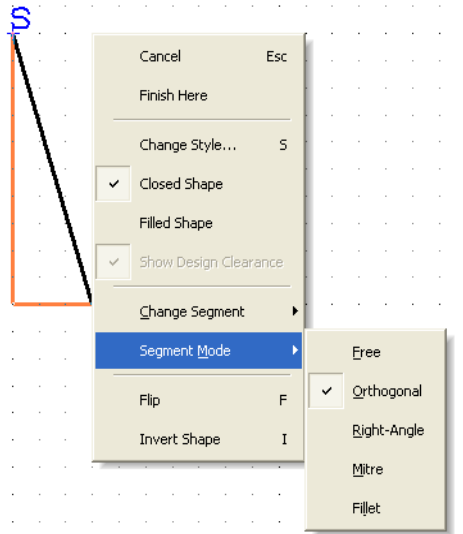 S
Cancel Esc
Finish Here
Change Style... S
Closed Shape
Filled Shape
Show Design Clearance
Change Segment
Segment Mode
Free
Orthogonal
Right-Angle
Mitre
Fillet
Flip F
Invert Shape I